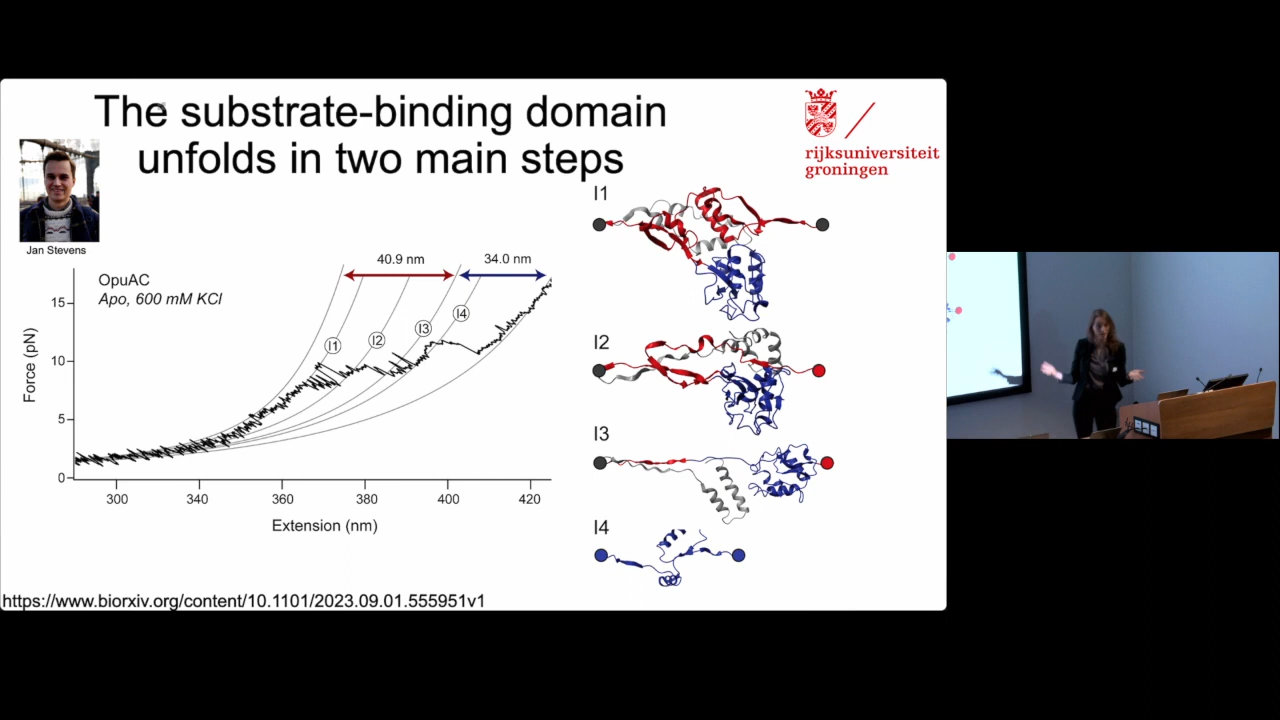 The substrate-binding domain
unfolds in two main steps
rijksuniversiteit
groningen
Jan Stevens
OpuAC
Apo, 600 mM KCl
40.9 nm
34.0 nm
I1
I2
I3
I4
15
10
5
0
Force (pN)
300
340
360
380
400
420
Extension (nm)
I1
I2
I3
I4
https://www.biorxiv.org/content/10.1101/2023.09.01.555951v1